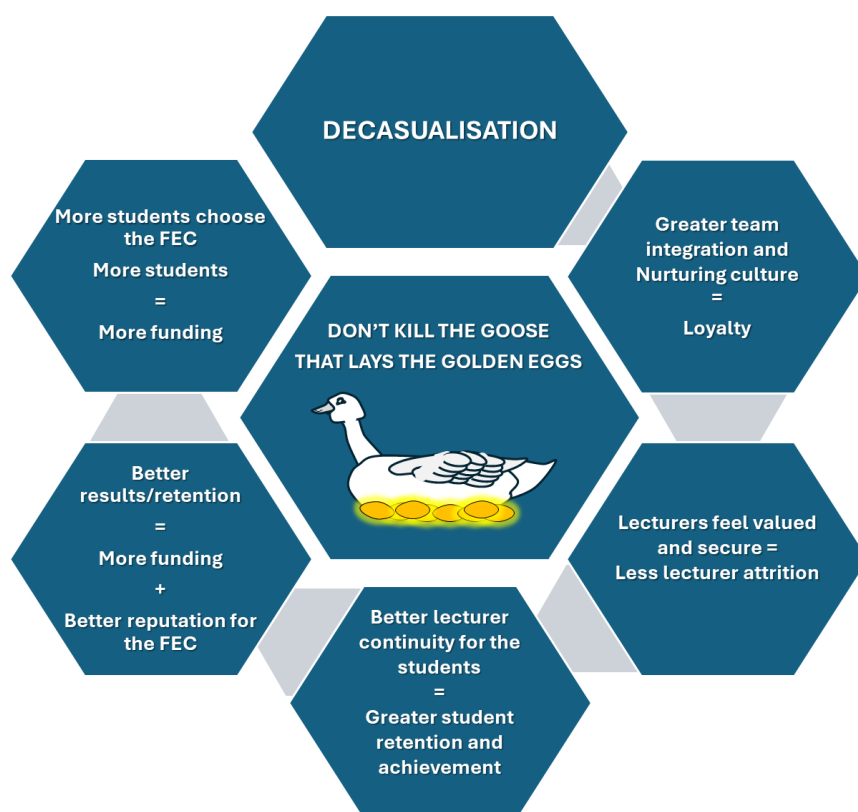 DECASUALISATION
Greater team
integration and
Nurturing culture
=
Loyalty
Lecturers feel valued
and secure =
Less lecturer attrition
Better lecturer
continuity for the
students
=
Greater student
retention and
achievement
Better
results/retention
=
More funding
+
Better reputation for
the FEC
More students choose
the FEC
More students
=
More funding
DON’T KILL THE GOOSE
THAT LAYS THE GOLDEN EGGS